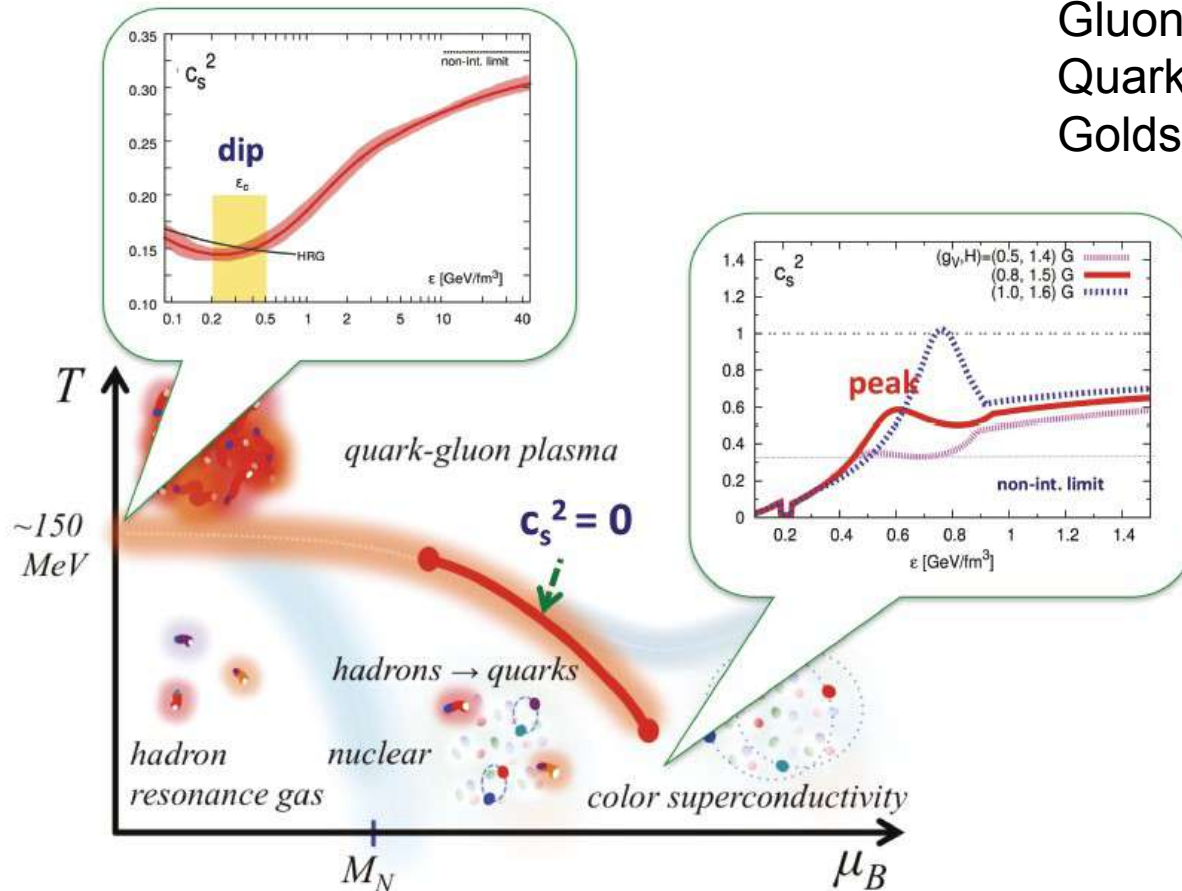 Gluon
Quark
Golds
0.35
0.30
0.25
0.20
0.15
0.10
c_s^2
non-int. limit
dip
ε_c
HRG
ε [GeV/fm³]
0.1 0.2 0.5 1 2 5 10 20 40
1.4
1.2
1
0.8
0.6
0.4
0.2
0
c_s^2
(g_V,H)=(0.5, 1.4) G
(0.8, 1.5) G
(1.0, 1.6) G
peak
non-int. limit
0.2 0.4 0.6 0.8 1 1.2 1.4
ε [GeV/fm³]
T
quark-gluon plasma
~150
MeV
c_s^2 = 0
hadrons → quarks
hadron
resonance gas
nuclear
color superconductivity
M_N
μ_B